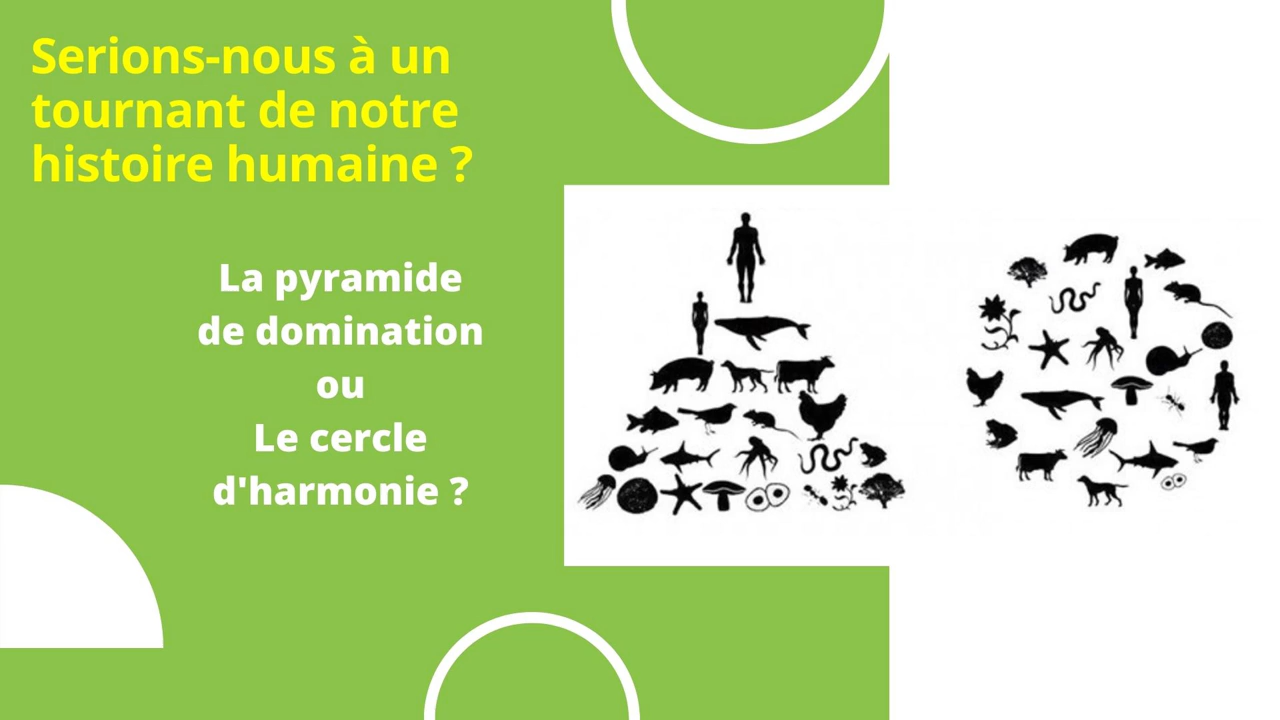 Serions-nous à un
tournant de notre
histoire humaine ?
La pyramide
de domination
ou
Le cercle
d'harmonie ?